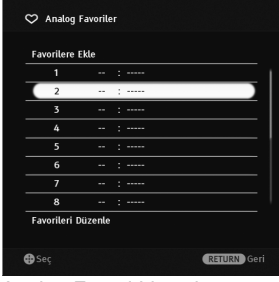 Analog Favoriler
Favorilere Ekle
1 -- : -----
2 -- : -----
3 -- : -----
4 -- : -----
5 -- : -----
6 -- : -----
7 -- : -----
8 -- : -----
Favorileri Düzenle
Seç RETURN Geri